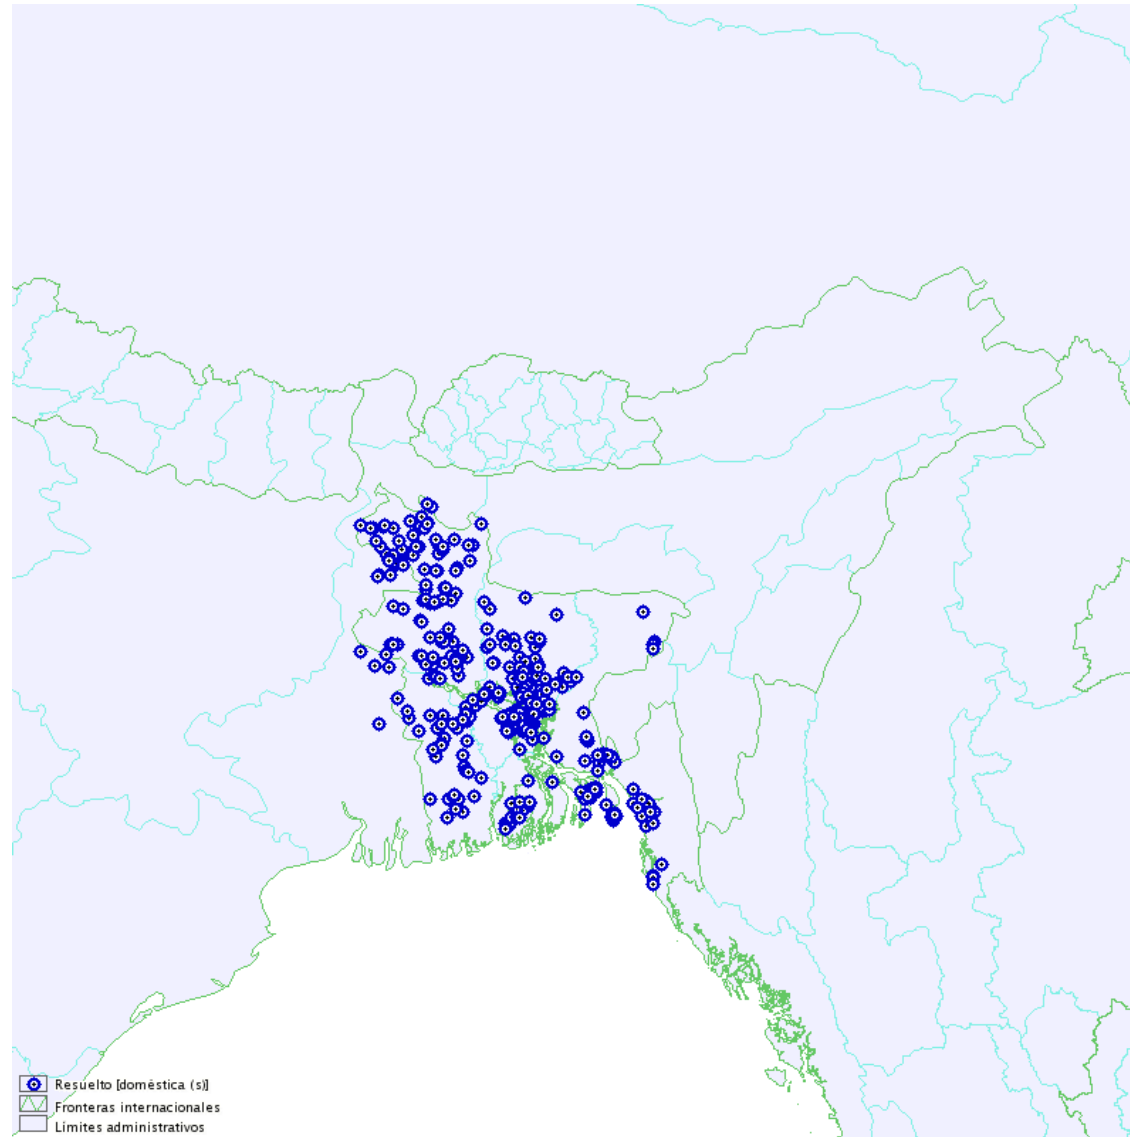 Resuelto [doméstica (s)]
Fronteras internacionales
Límites administrativos